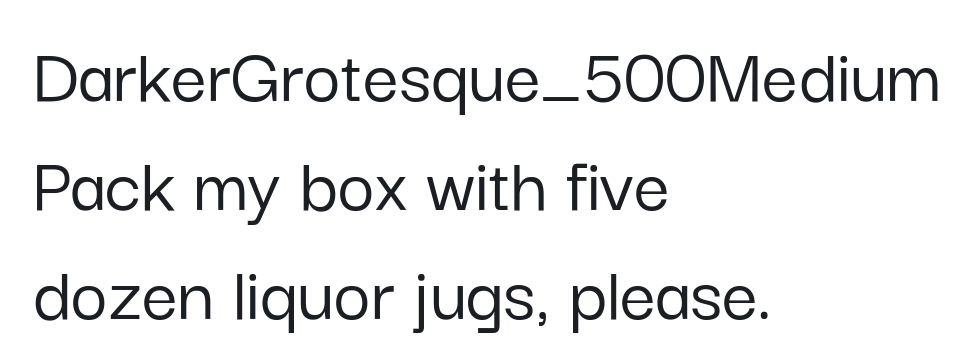 DarkerGrotesque_500Medium
Pack my box with five
dozen liquor jugs, please.